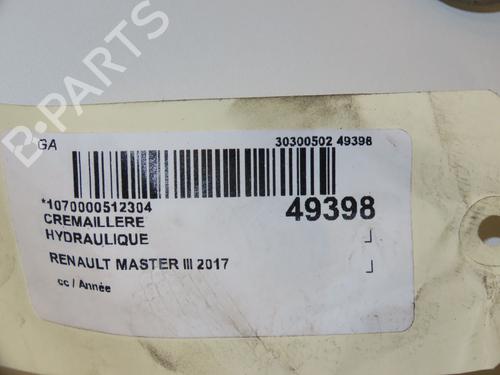 GA
30300502 49398
*1070000512304
49398
CREMAILLERE
HYDRAULIQUE
RENAULT MASTER III 2017
cc / Année
B-PARTS